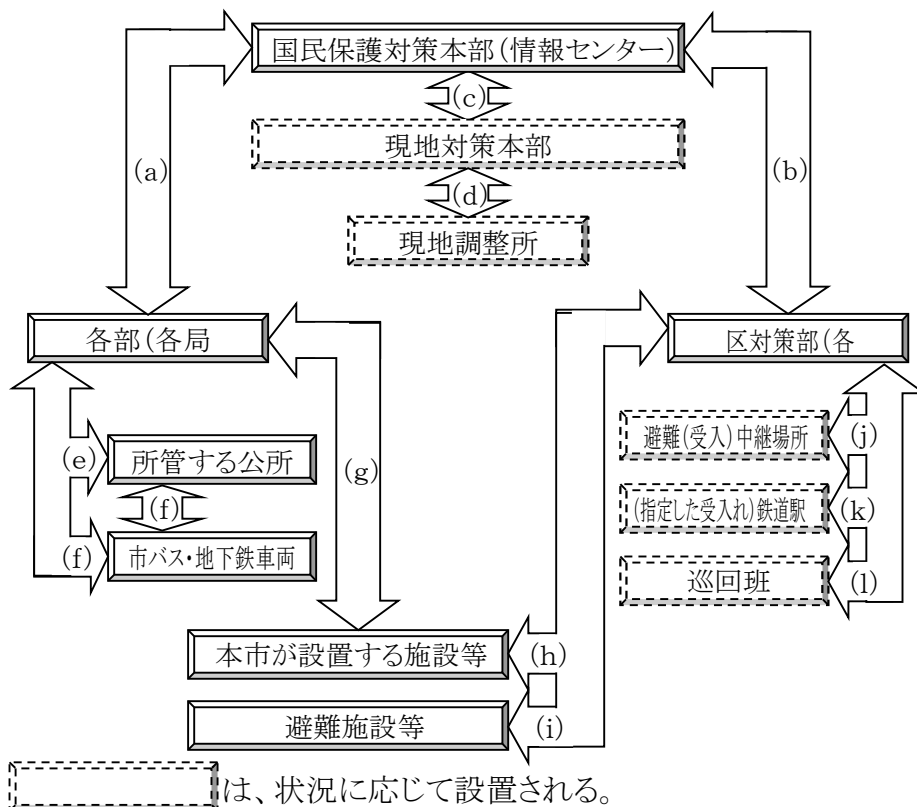 国民保護対策本部(情報センター)
(c)
現地対策本部
(a)
(b)
(d)
現地調整所
各部(各局
区対策部(各
避難(受入)中継場所
(j)
(e)
所管する公所
(g)
(f)
(指定した受入れ)鉄道駅
(k)
(f)
市バス・地下鉄車両
巡回班
(l)
本市が設置する施設等
(h)
避難施設等
(i)
は、状況に応じて設置される。